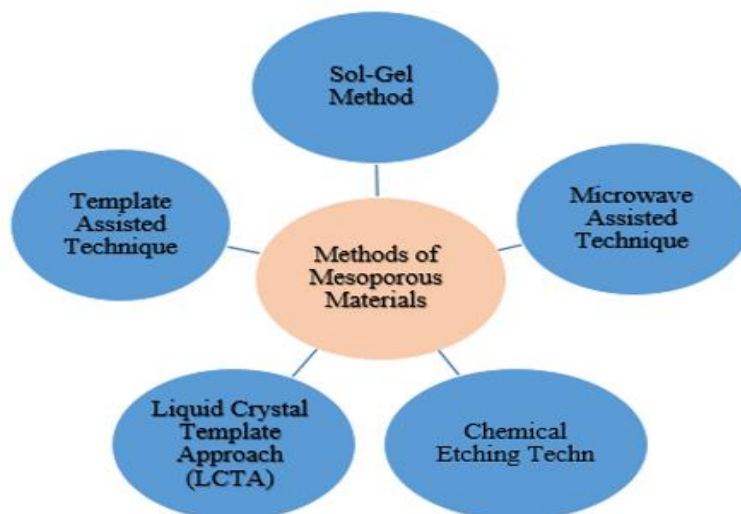 Sol-Gel
Method
Template
Assisted
Technique
Microwave
Assisted
Technique
Methods of
Mesoporous
Materials
Liquid Crystal
Template
Approach
(LCTA)
Chemical
Etching Techn